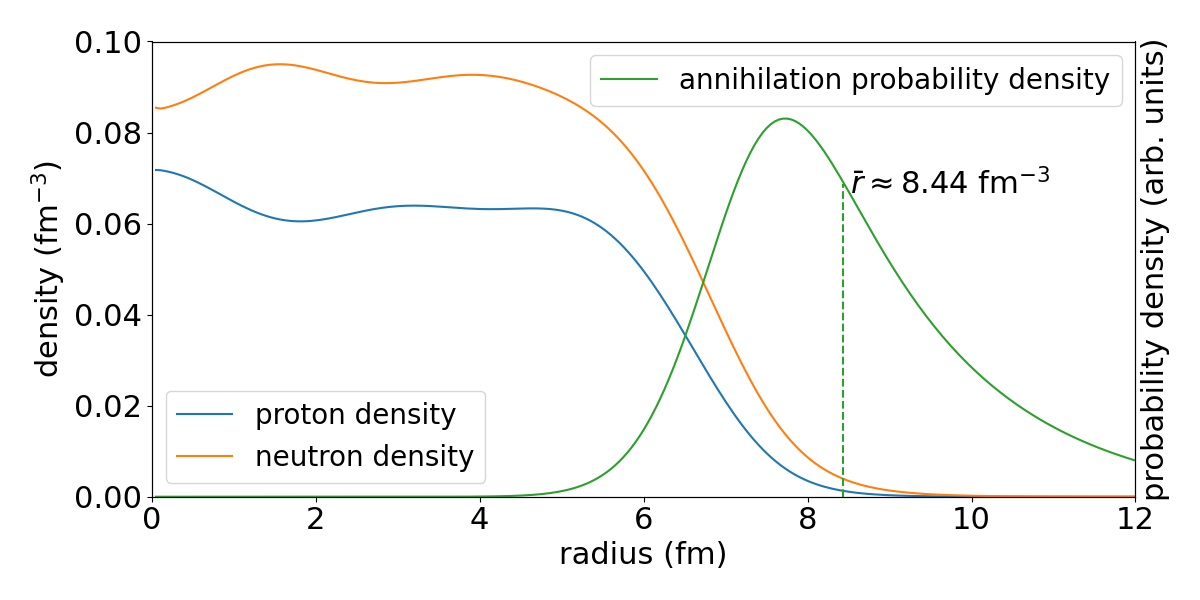 0.10
0.08
0.06
0.04
0.02
0.00
density (fm⁻³)
annihilation probability density
r̄ ≈ 8.44 fm⁻³
proton density
neutron density
probability density (arb. units)
0 2 4 6 8 10 12
radius (fm)